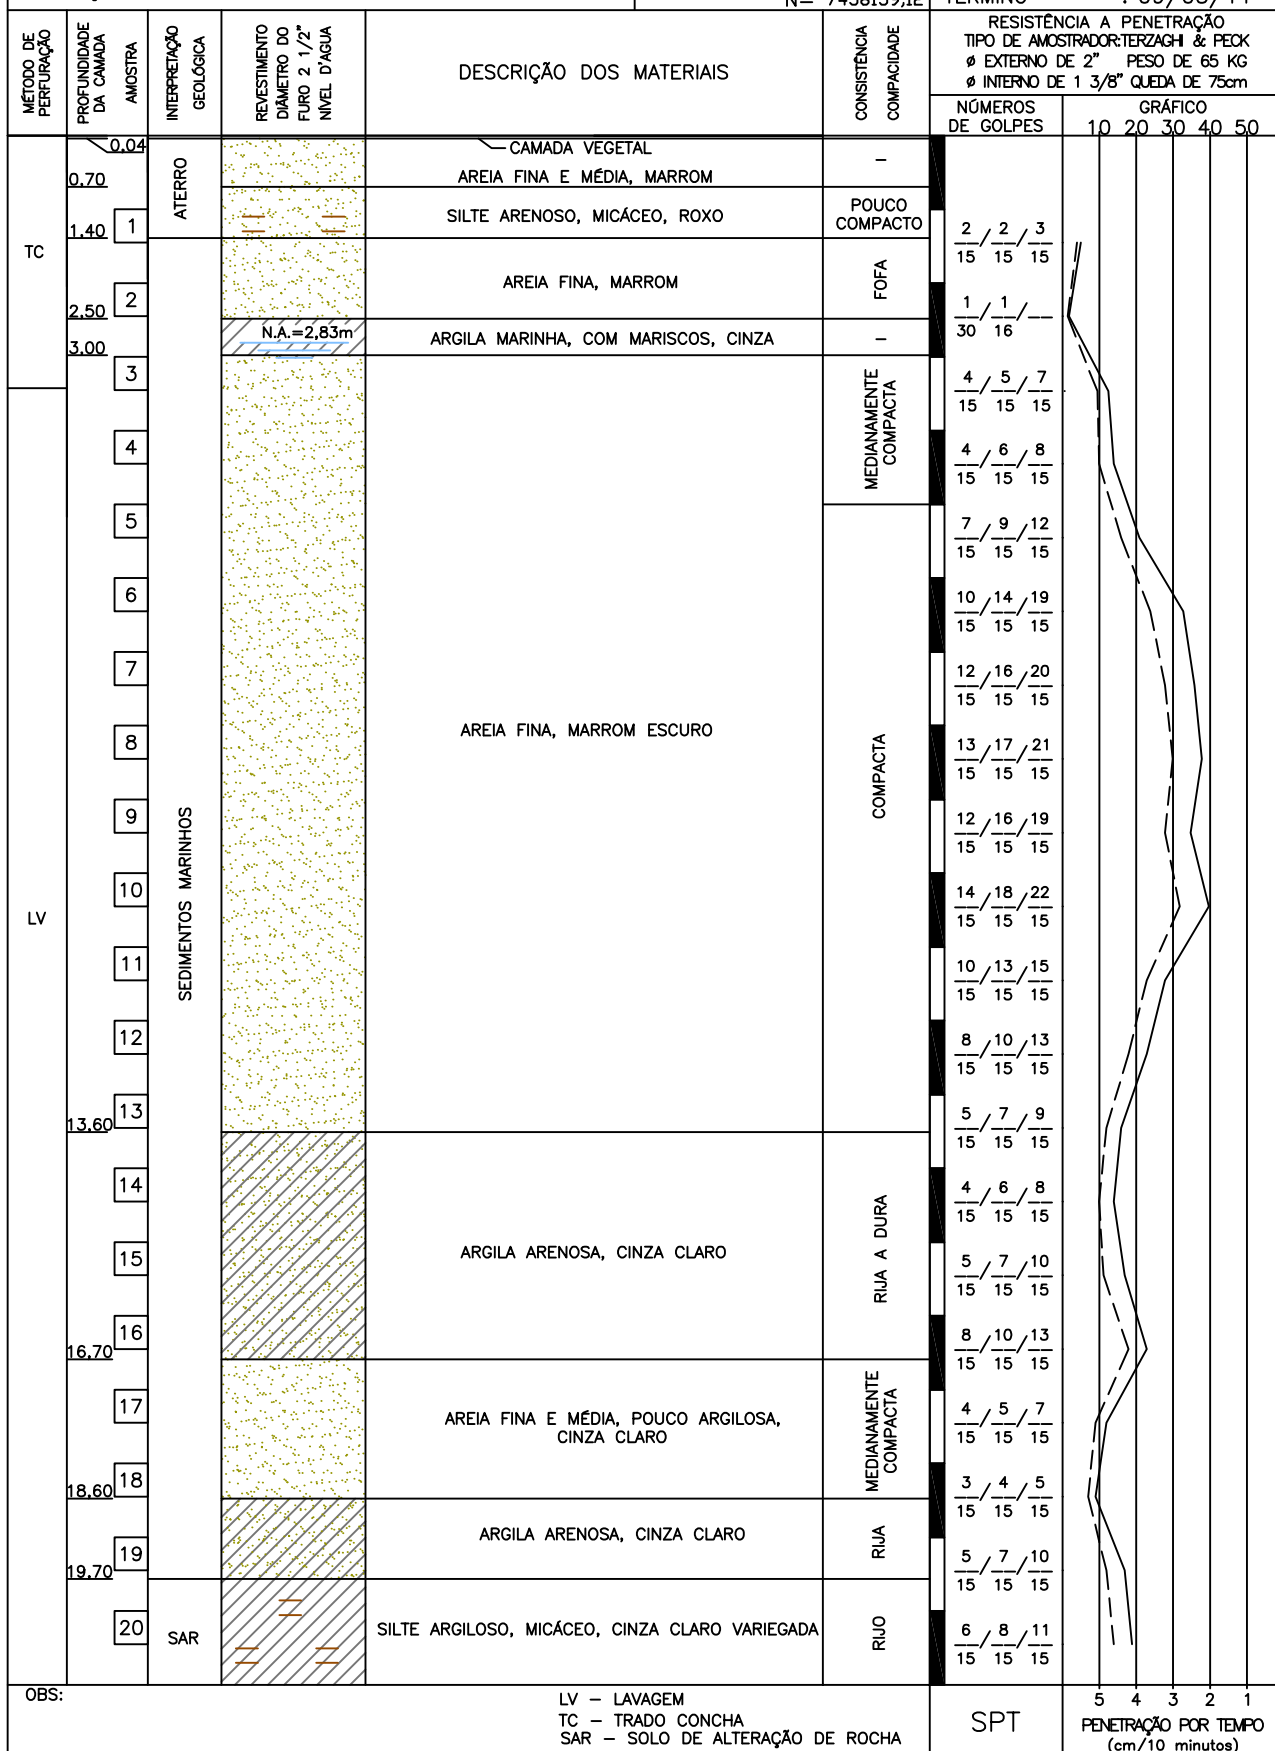 MÉTODO DE PERFURAÇÃO
PROFUNDIDADE DA CAMADA
AMOSTRA
INTERPRETAÇÃO GEOLÓGICA
REVESTIMENTO DIÂMETRO DO FURO 2 1/2" NÍVEL D'AGUA
DESCRIÇÃO DOS MATERIAIS
CONSISTÊNCIA COMPACIDADE
RESISTÊNCIA A PENETRAÇÃO
TIPO DE AMOSTRADOR:TERZAGHI & PECK
ø EXTERNO DE 2" PESO DE 65 KG
ø INTERNO DE 1 3/8" QUEDA DE 75cm
NÚMEROS DE GOLPES
GRÁFICO
10 20 30 40 50
TC
ATERRO
0,04
CAMADA VEGETAL
AREIA FINA E MÉDIA, MARROM
–
0,70
SILTE ARENOSO, MICÁCEO, ROXO
POUCO COMPACTO
1
1,40
2 / 2 / 3
15 15 15
AREIA FINA, MARROM
FOFA
2
2,50
1 / 1 / --
30 16
N.A.=2,83m
ARGILA MARINHA, COM MARISCOS, CINZA
–
3,00
3
4 / 5 / 7
15 15 15
MEDIANAMENTE COMPACTA
LV
SEDIMENTOS MARINHOS
4
4 / 6 / 8
15 15 15
5
7 / 9 / 12
15 15 15
6
10 / 14 / 19
15 15 15
7
12 / 16 / 20
15 15 15
AREIA FINA, MARROM ESCURO
COMPACTA
8
13 / 17 / 21
15 15 15
9
12 / 16 / 19
15 15 15
10
14 / 18 / 22
15 15 15
11
10 / 13 / 15
15 15 15
12
8 / 10 / 13
15 15 15
13
13,60
5 / 7 / 9
15 15 15
14
4 / 6 / 8
15 15 15
ARGILA ARENOSA, CINZA CLARO
RIJA A DURA
15
5 / 7 / 10
15 15 15
16
16,70
8 / 10 / 13
15 15 15
17
AREIA FINA E MÉDIA, POUCO ARGILOSA,
CINZA CLARO
MEDIANAMENTE COMPACTA
4 / 5 / 7
15 15 15
18
18,60
3 / 4 / 5
15 15 15
ARGILA ARENOSA, CINZA CLARO
RIJA
19
19,70
5 / 7 / 10
15 15 15
20
SAR
SILTE ARGILOSO, MICÁCEO, CINZA CLARO VARIEGADA
RIJO
6 / 8 / 11
15 15 15
OBS:
LV – LAVAGEM
TC – TRADO CONCHA
SAR – SOLO DE ALTERAÇÃO DE ROCHA
SPT
5 4 3 2 1
PENETRAÇÃO POR TEMPO
(cm/10 minutos)